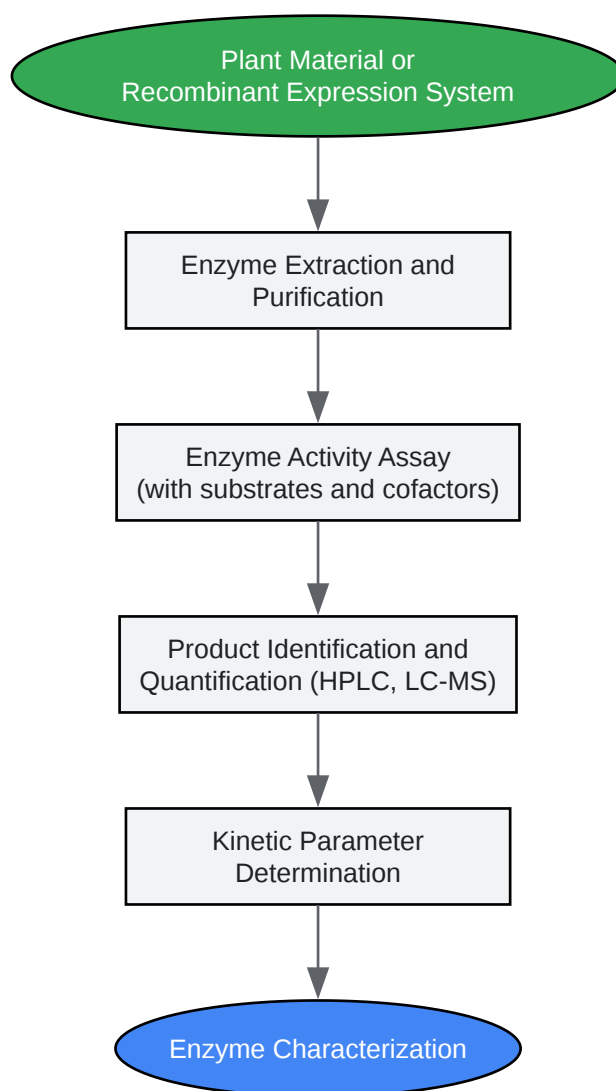 Plant Material or
Recombinant Expression System
Enzyme Extraction and
Purification
Enzyme Activity Assay
(with substrates and cofactors)
Product Identification and
Quantification (HPLC, LC-MS)
Kinetic Parameter
Determination
Enzyme Characterization